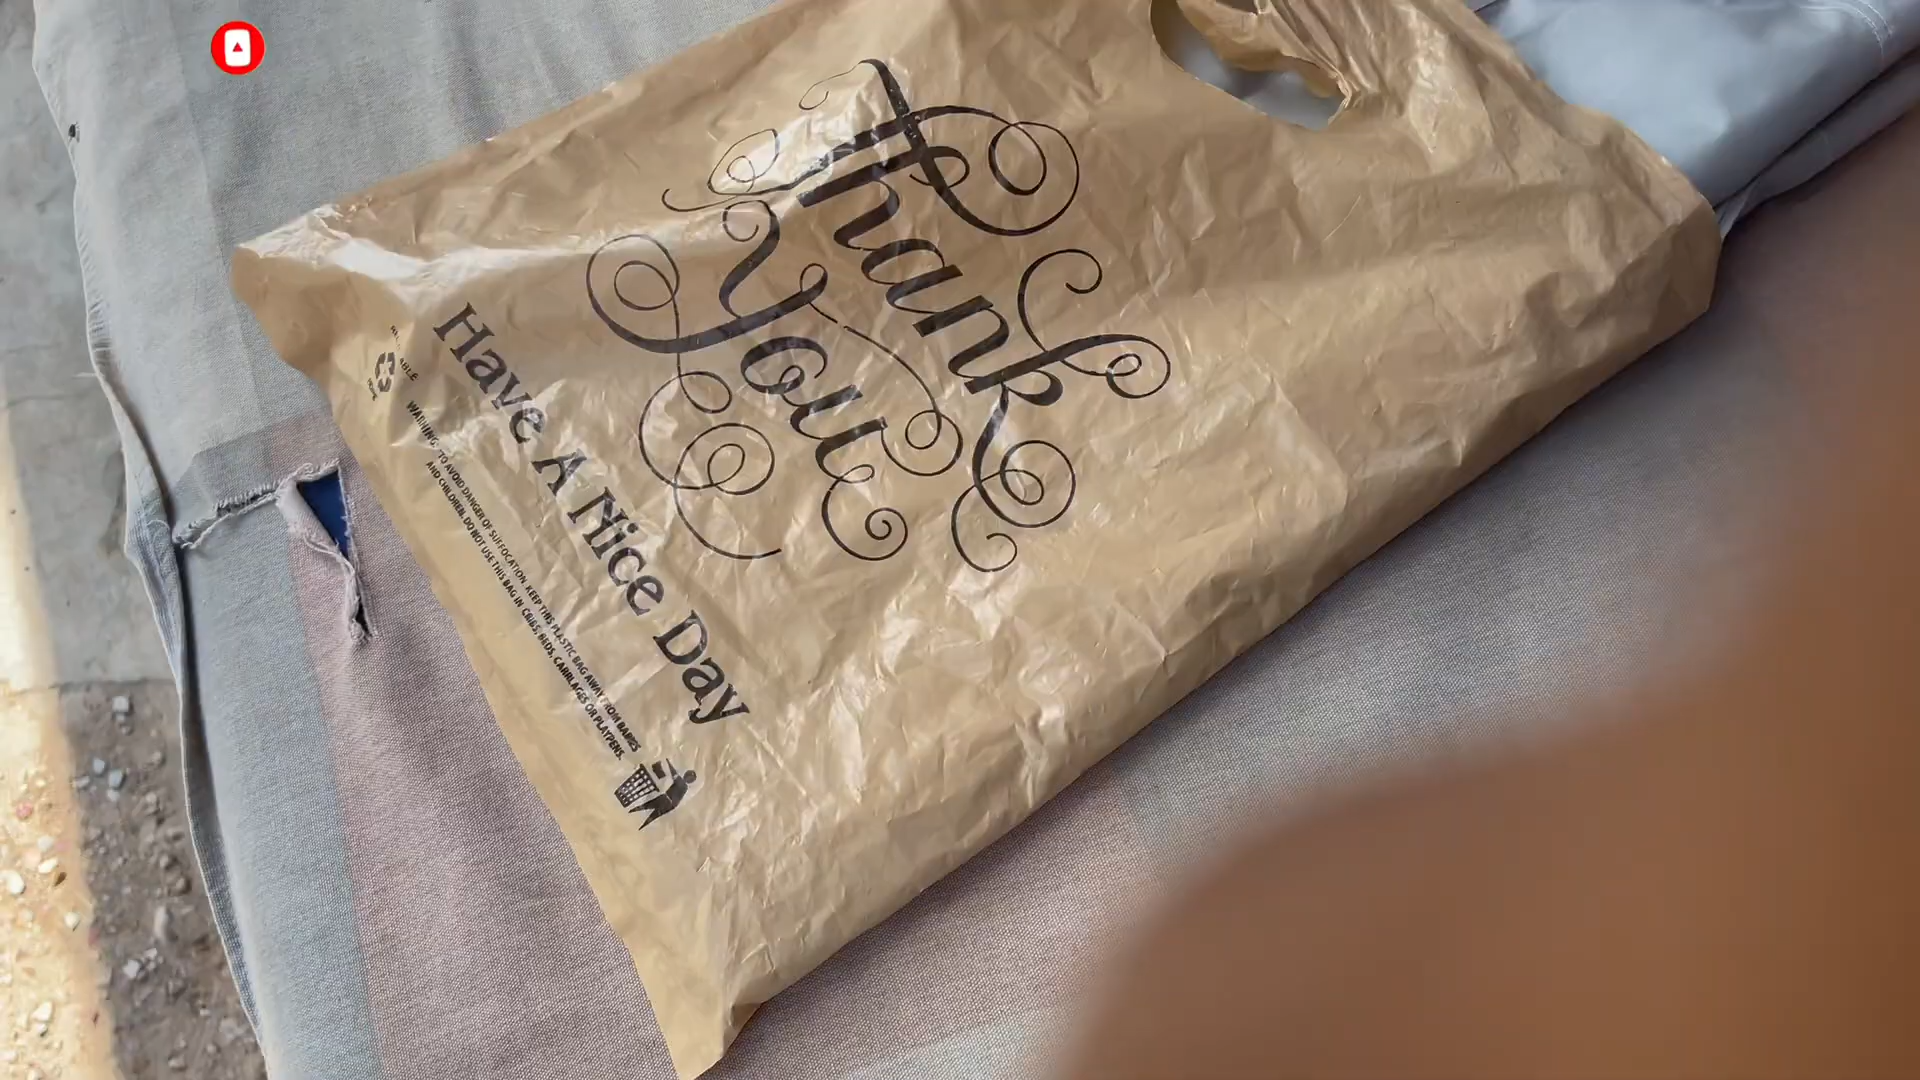 Thank
You
Have A Nice Day
WARNING: TO AVOID DANGER OF SUFFOCATION, KEEP THIS PLASTIC BAG AWAY FROM BABIES
AND CHILDREN. DO NOT USE THIS BAG IN CRIBS, BEDS, CARRIAGES OR PLAYPENS.